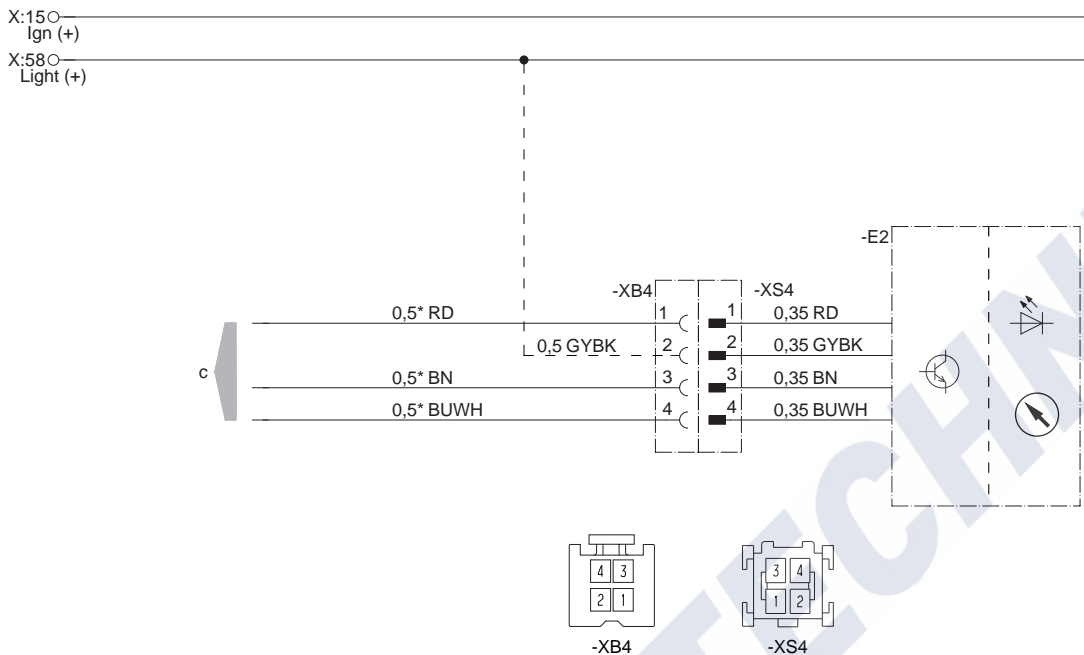 X:15
Ign (+)
X:58
Light (+)
-E2
-XB4
-XS4
0,5* RD
1
1
0,35 RD
0,5 GYBK
2
2
0,35 GYBK
c
0,5* BN
3
3
0,35 BN
0,5* BUWH
4
4
0,35 BUWH
4 3
2 1
-XB4
3 4
1 2
-XS4